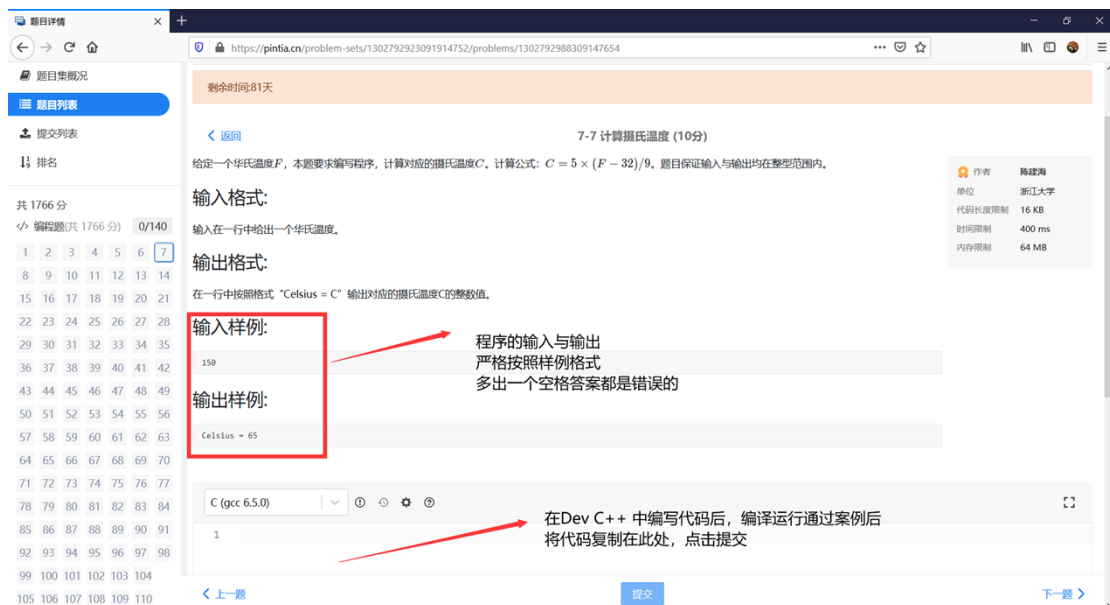 题目详情
https://pintia.cn/problem-sets/1302792923091914752/problems/1302792988309147654
题目集概况
题目列表
提交列表
排名
共 1766 分
编程题(共 1766 分) 0/140
1 2 3 4 5 6 7
8 9 10 11 12 13 14
15 16 17 18 19 20 21
22 23 24 25 26 27 28
29 30 31 32 33 34 35
36 37 38 39 40 41 42
43 44 45 46 47 48 49
50 51 52 53 54 55 56
57 58 59 60 61 62 63
64 65 66 67 68 69 70
71 72 73 74 75 76 77
78 79 80 81 82 83 84
85 86 87 88 89 90 91
92 93 94 95 96 97 98
99 100 101 102 103 104
105 106 107 108 109 110
剩余时间:81天
返回
7-7 计算摄氏温度 (10分)
给定一个华氏温度F，本题要求编写程序，计算对应的摄氏温度C。计算公式：C = 5 × (F − 32)/9。题目保证输入与输出均在整型范围内。
输入格式:
输入在一行中给出一个华氏温度。
输出格式:
在一行中按照格式 “Celsius = C” 输出对应的摄氏温度C的整数值。
输入样例:
150
输出样例:
Celsius = 65
程序的输入与输出
严格按照样例格式
多出一个空格答案都是错误的
作者 陈建海
单位 浙江大学
代码长度限制 16 KB
时间限制 400 ms
内存限制 64 MB
C (gcc 6.5.0)
1
在Dev C++ 中编写代码后，编译运行通过案例后
将代码复制在此处，点击提交
上一题
提交
下一题